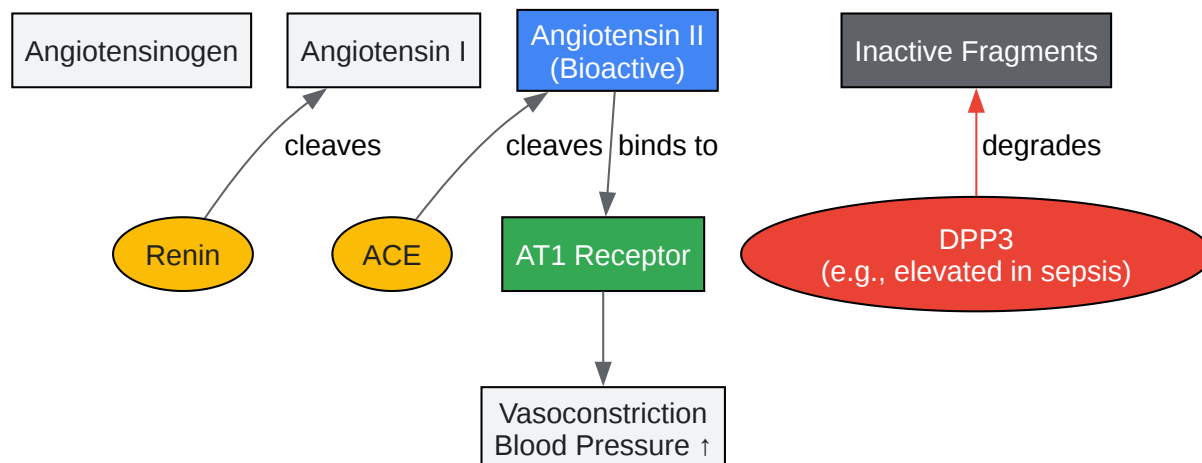 Angiotensinogen
Angiotensin I
Angiotensin II
(Bioactive)
Inactive Fragments
cleaves
cleaves
binds to
degrades
Renin
ACE
AT1 Receptor
DPP3
(e.g., elevated in sepsis)
Vasoconstriction
Blood Pressure ↑